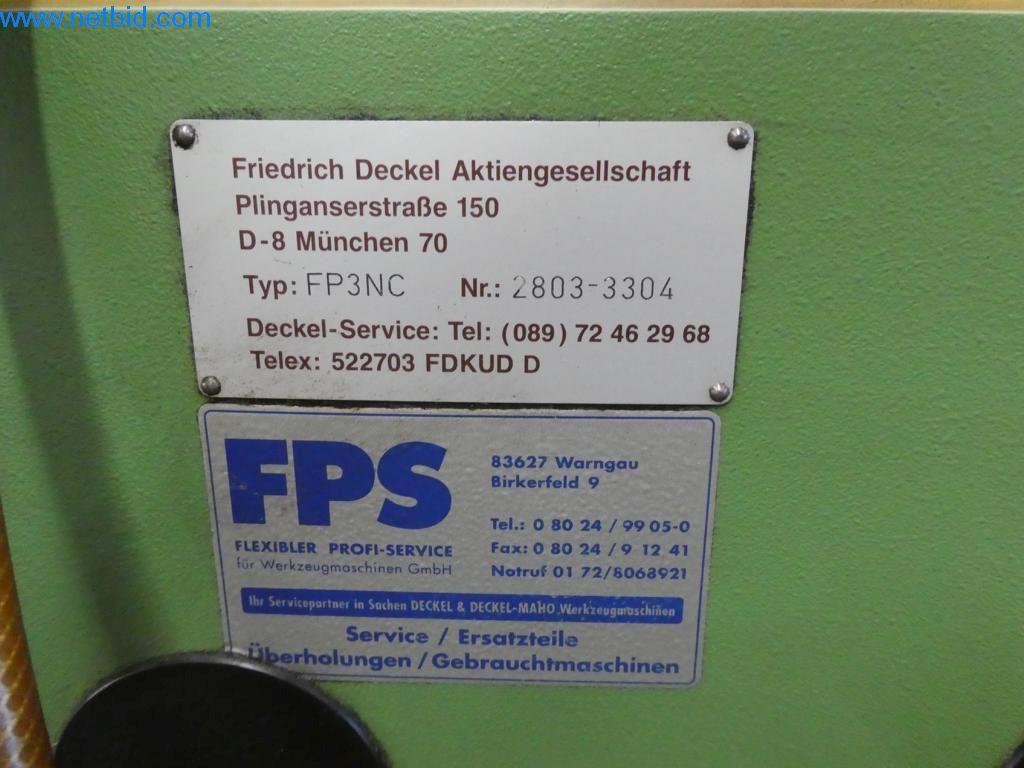 www.netbid.com
Friedrich Deckel Aktiengesellschaft
Plinganserstraße 150
D-8 München 70
Typ: FP3NC Nr.: 2803-3304
Deckel-Service: Tel: (089) 72 46 29 68
Telex: 522703 FDKUD D
FPS
FLEXIBLER PROFI-SERVICE
für Werkzeugmaschinen GmbH
83627 Warngau
Birkerfeld 9
Tel.: 0 80 24 / 99 05-0
Fax: 0 80 24 / 9 12 41
Notruf 01 72/8068921
Ihr Servicepartner in Sachen DECKEL & DECKEL-MAHO Werkzeugmaschinen
Service / Ersatzteile
Überholungen / Gebrauchtmaschinen